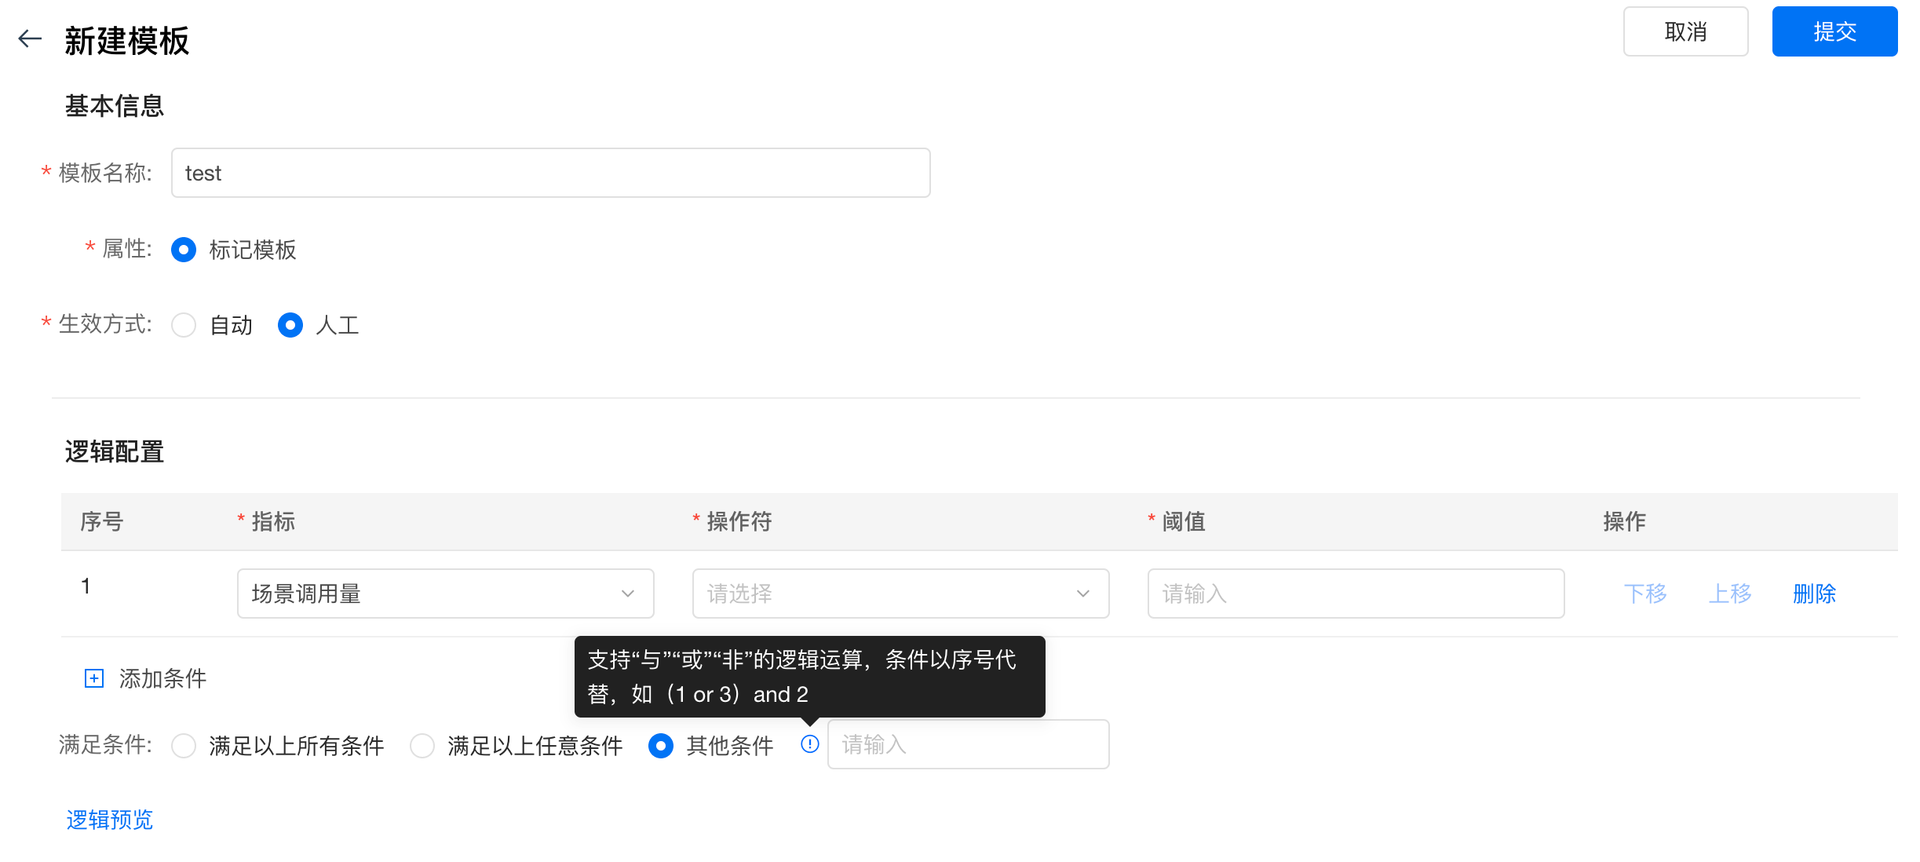 新建模板
取消
提交
基本信息
* 模板名称: test
* 属性: 标记模板
* 生效方式: 自动 人工
逻辑配置
序号 * 指标 * 操作符 * 阈值 操作
1 场景调用量 请选择 请输入 下移 上移 删除
支持“与”“或”“非”的逻辑运算，条件以序号代
替，如（1 or 3）and 2
添加条件
满足条件: 满足以上所有条件 满足以上任意条件 其他条件 请输入
逻辑预览